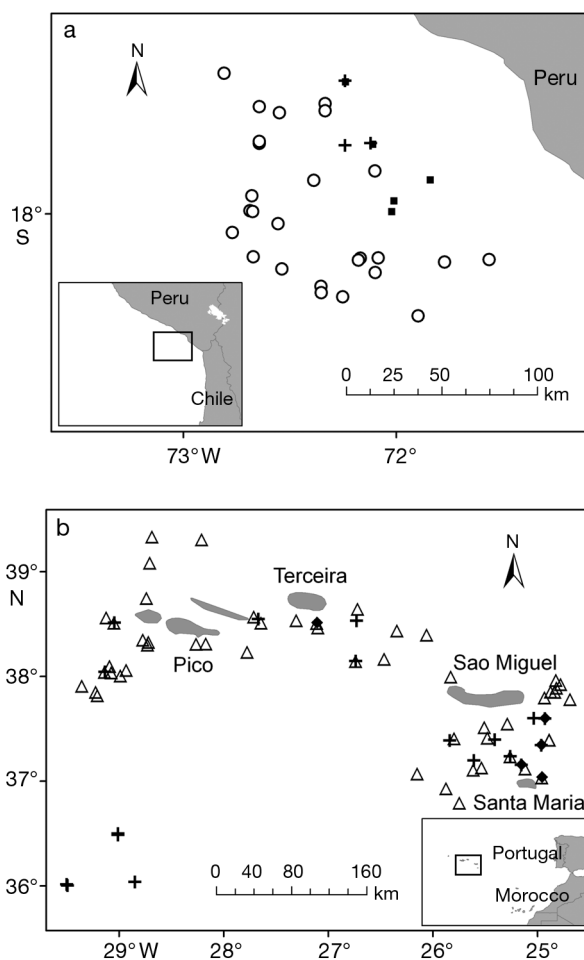 a
N
Peru
18°
S
Peru
Chile
0 25 50 100
km
73°W 72°
b
N
39°
N
Terceira
Pico
Sao Miguel
38°
37°
Santa Maria
0 40 80 160
km
Portugal
Morocco
36°
29°W 28° 27° 26° 25°